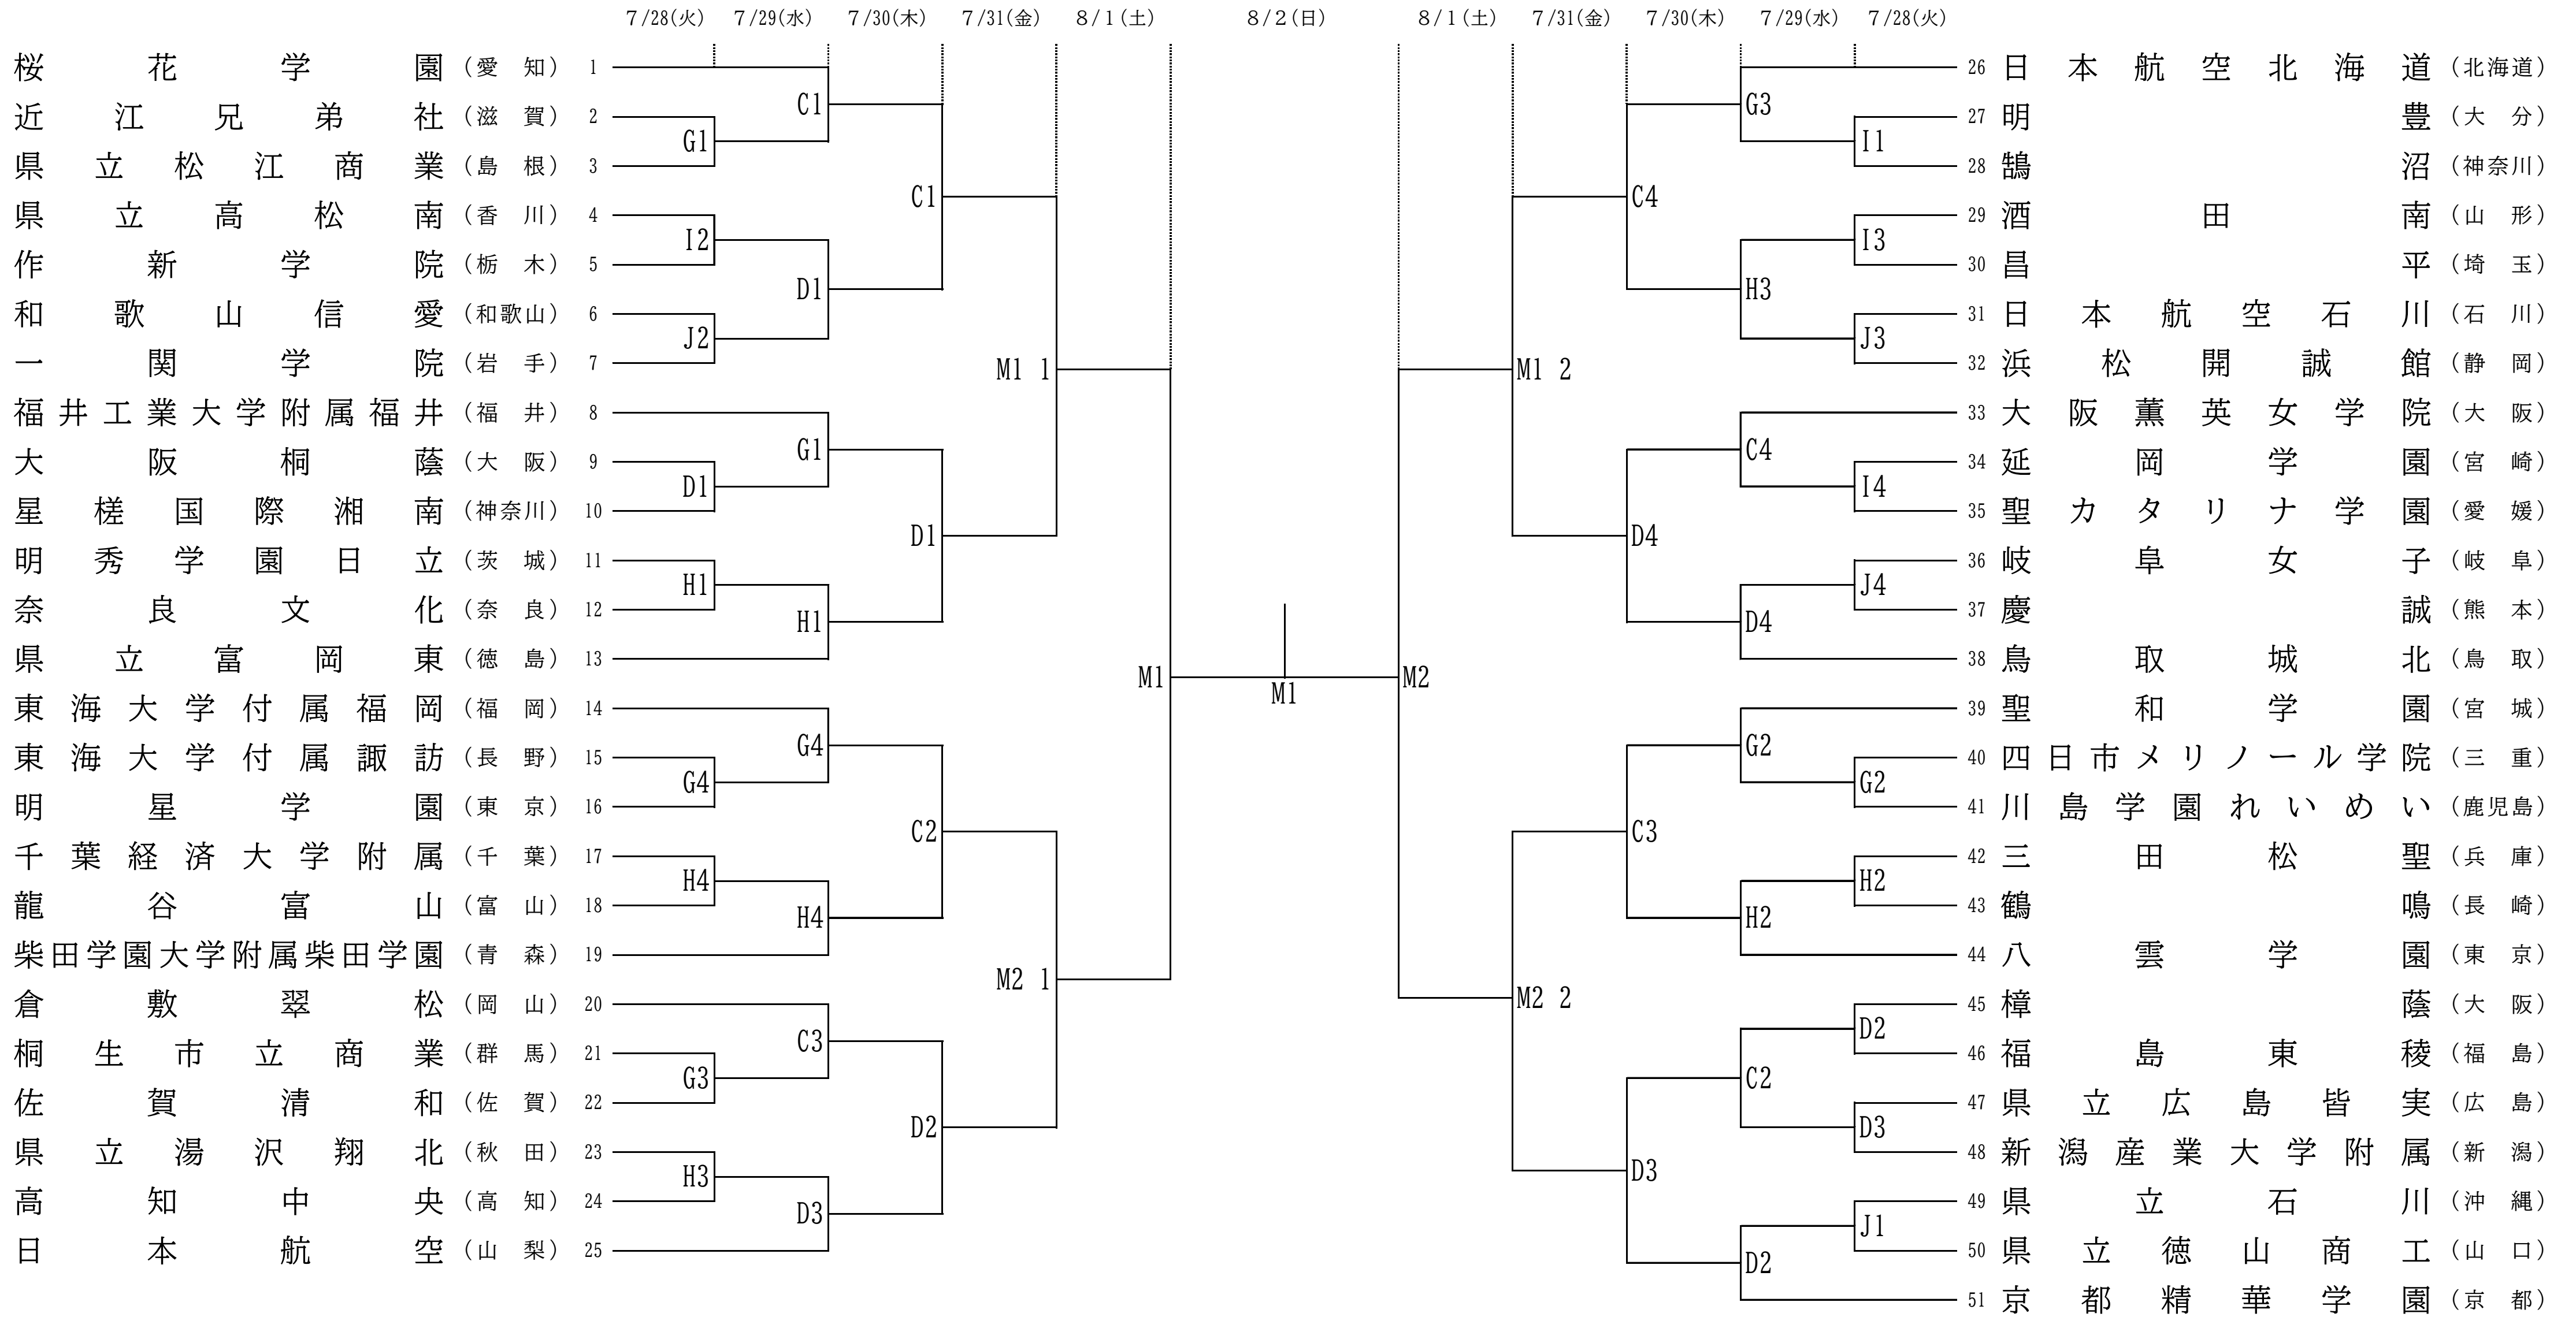 7/28(火) 7/29(水) 7/30(木) 7/31(金) 8/1(土) 8/2(日) 8/1(土) 7/31(金) 7/30(木) 7/29(水) 7/28(火)
桜花学園 (愛知) 1 26 日本航空北海道 (北海道)
C1 G3
近江兄弟社 (滋賀) 2 27 明豊 (大分)
G1 I1
県立松江商業 (島根) 3 28 鵠沼 (神奈川)
C1 C4
県立高松南 (香川) 4 29 酒田南 (山形)
I2 I3
作新学院 (栃木) 5 30 昌平 (埼玉)
D1 H3
和歌山信愛 (和歌山) 6 31 日本航空石川 (石川)
J2 J3
一関学院 (岩手) 7 32 浜松開誠館 (静岡)
M1 1 M1 2
福井工業大学附属福井 (福井) 8 33 大阪薫英女学院 (大阪)
G1 C4
大阪桐蔭 (大阪) 9 34 延岡学園 (宮崎)
D1 I4
星槎国際湘南 (神奈川) 10 35 聖カタリナ学園 (愛媛)
D1 D4
明秀学園日立 (茨城) 11 36 岐阜女子 (岐阜)
H1 J4
奈良文化 (奈良) 12 37 慶誠 (熊本)
H1 D4
県立富岡東 (徳島) 13 38 鳥取城北 (鳥取)
M1 M1 M2
東海大学付属福岡 (福岡) 14 39 聖和学園 (宮城)
G4 G2
東海大学付属諏訪 (長野) 15 40 四日市メリノール学院 (三重)
G4 G2
明星学園 (東京) 16 41 川島学園れいめい (鹿児島)
C2 C3
千葉経済大学附属 (千葉) 17 42 三田松聖 (兵庫)
H4 H2
龍谷富山 (富山) 18 43 鶴鳴 (長崎)
H4 H2
柴田学園大学附属柴田学園 (青森) 19 44 八雲学園 (東京)
M2 1 M2 2
倉敷翠松 (岡山) 20 45 樟蔭 (大阪)
C3 D2
桐生市立商業 (群馬) 21 46 福島東稜 (福島)
G3 C2
佐賀清和 (佐賀) 22 47 県立広島皆実 (広島)
D2 D3
県立湯沢翔北 (秋田) 23 48 新潟産業大学附属 (新潟)
H3 D3
高知中央 (高知) 24 49 県立石川 (沖縄)
D3 J1
日本航空 (山梨) 25 50 県立徳山商工 (山口)
D2
51 京都精華学園 (京都)